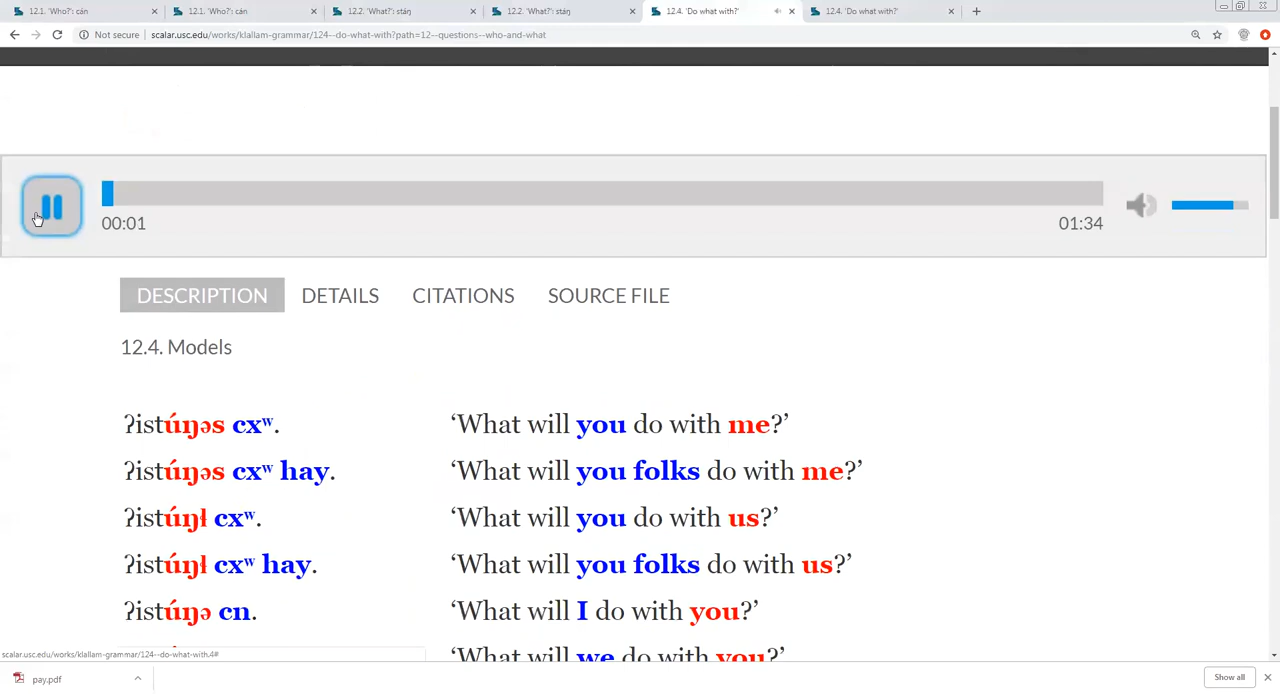 12.1. 'Who?': cán
12.1. 'Who?': cán
12.2. 'What?': stáŋ
12.2. 'What?': stáŋ
12.4. 'Do what with?'
12.4. 'Do what with?'
Not secure | scalar.usc.edu/works/klallam-grammar/124--do-what-with?path=12--questions--who-and-what
00:01
01:34
DESCRIPTION DETAILS CITATIONS SOURCE FILE
12.4. Models
ʔistúŋəs cxʷ. ‘What will you do with me?’
ʔistúŋəs cxʷ hay. ‘What will you folks do with me?’
ʔistúŋɬ cxʷ. ‘What will you do with us?’
ʔistúŋɬ cxʷ hay. ‘What will you folks do with us?’
ʔistúŋə cn. ‘What will I do with you?’
‘What will we do with you?’
scalar.usc.edu/works/klallam-grammar/124--do-what-with.4#
pay.pdf
Show all